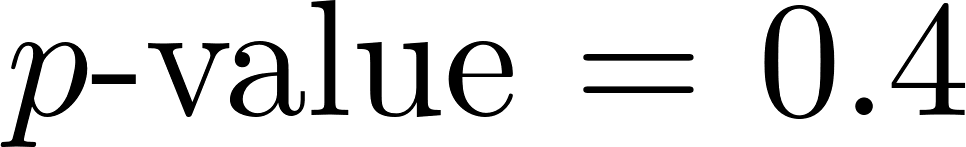 p-value = 0.4